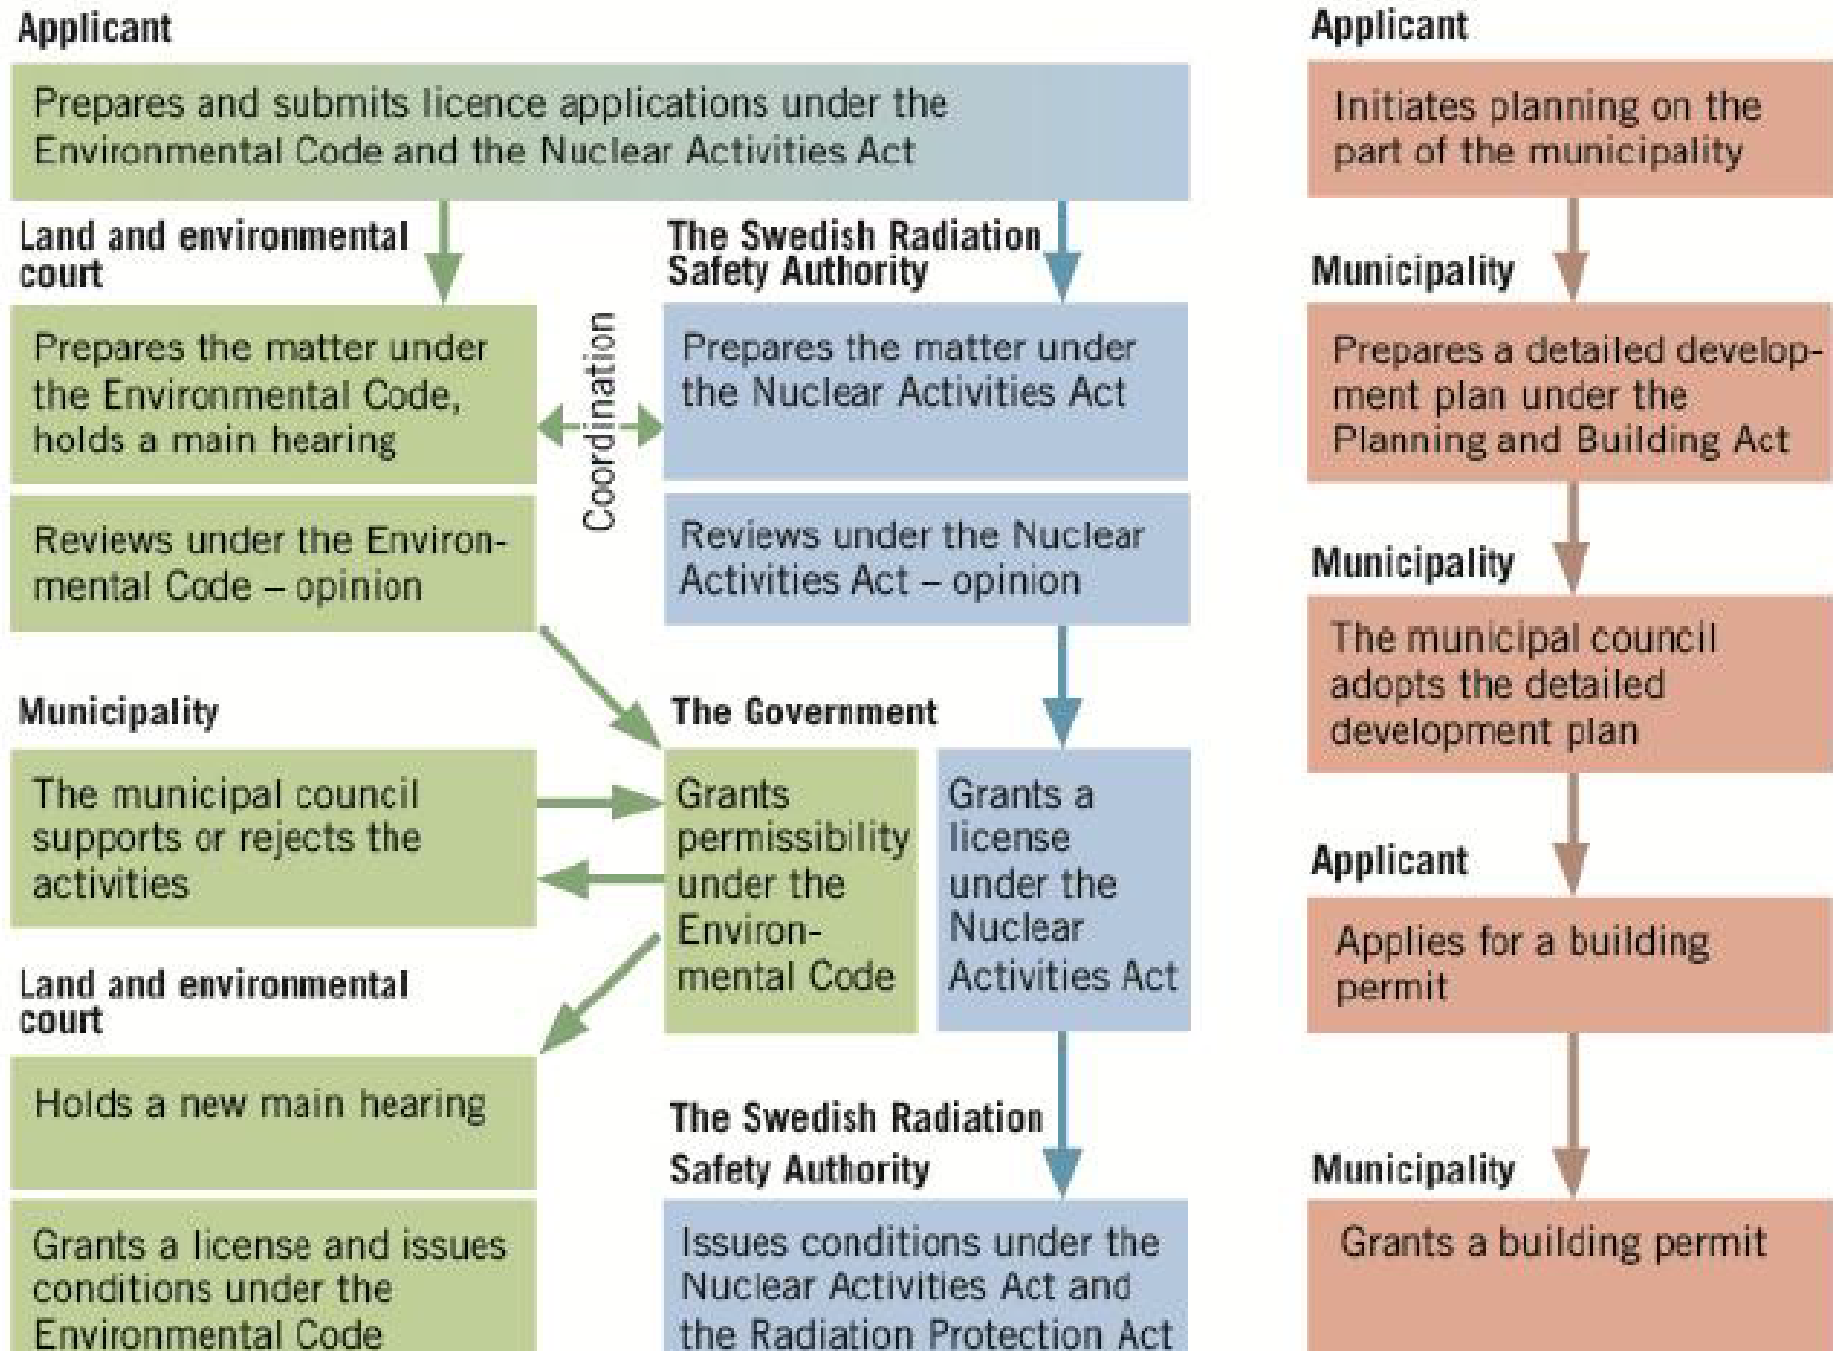 Applicant
Prepares and submits licence applications under the
Environmental Code and the Nuclear Activities Act
Land and environmental
court
Prepares the matter under
the Environmental Code,
holds a main hearing
Reviews under the Environ-
mental Code – opinion
Coordination
The Swedish Radiation
Safety Authority
Prepares the matter under
the Nuclear Activities Act
Reviews under the Nuclear
Activities Act – opinion
Municipality
The municipal council
supports or rejects the
activities
The Government
Grants
permissibility
under the
Environ-
mental Code
Grants a
license
under the
Nuclear
Activities Act
Land and environmental
court
Holds a new main hearing
Grants a license and issues
conditions under the
Environmental Code
The Swedish Radiation
Safety Authority
Issues conditions under the
Nuclear Activities Act and
the Radiation Protection Act
Applicant
Initiates planning on the
part of the municipality
Municipality
Prepares a detailed develop-
ment plan under the
Planning and Building Act
Municipality
The municipal council
adopts the detailed
development plan
Applicant
Applies for a building
permit
Municipality
Grants a building permit